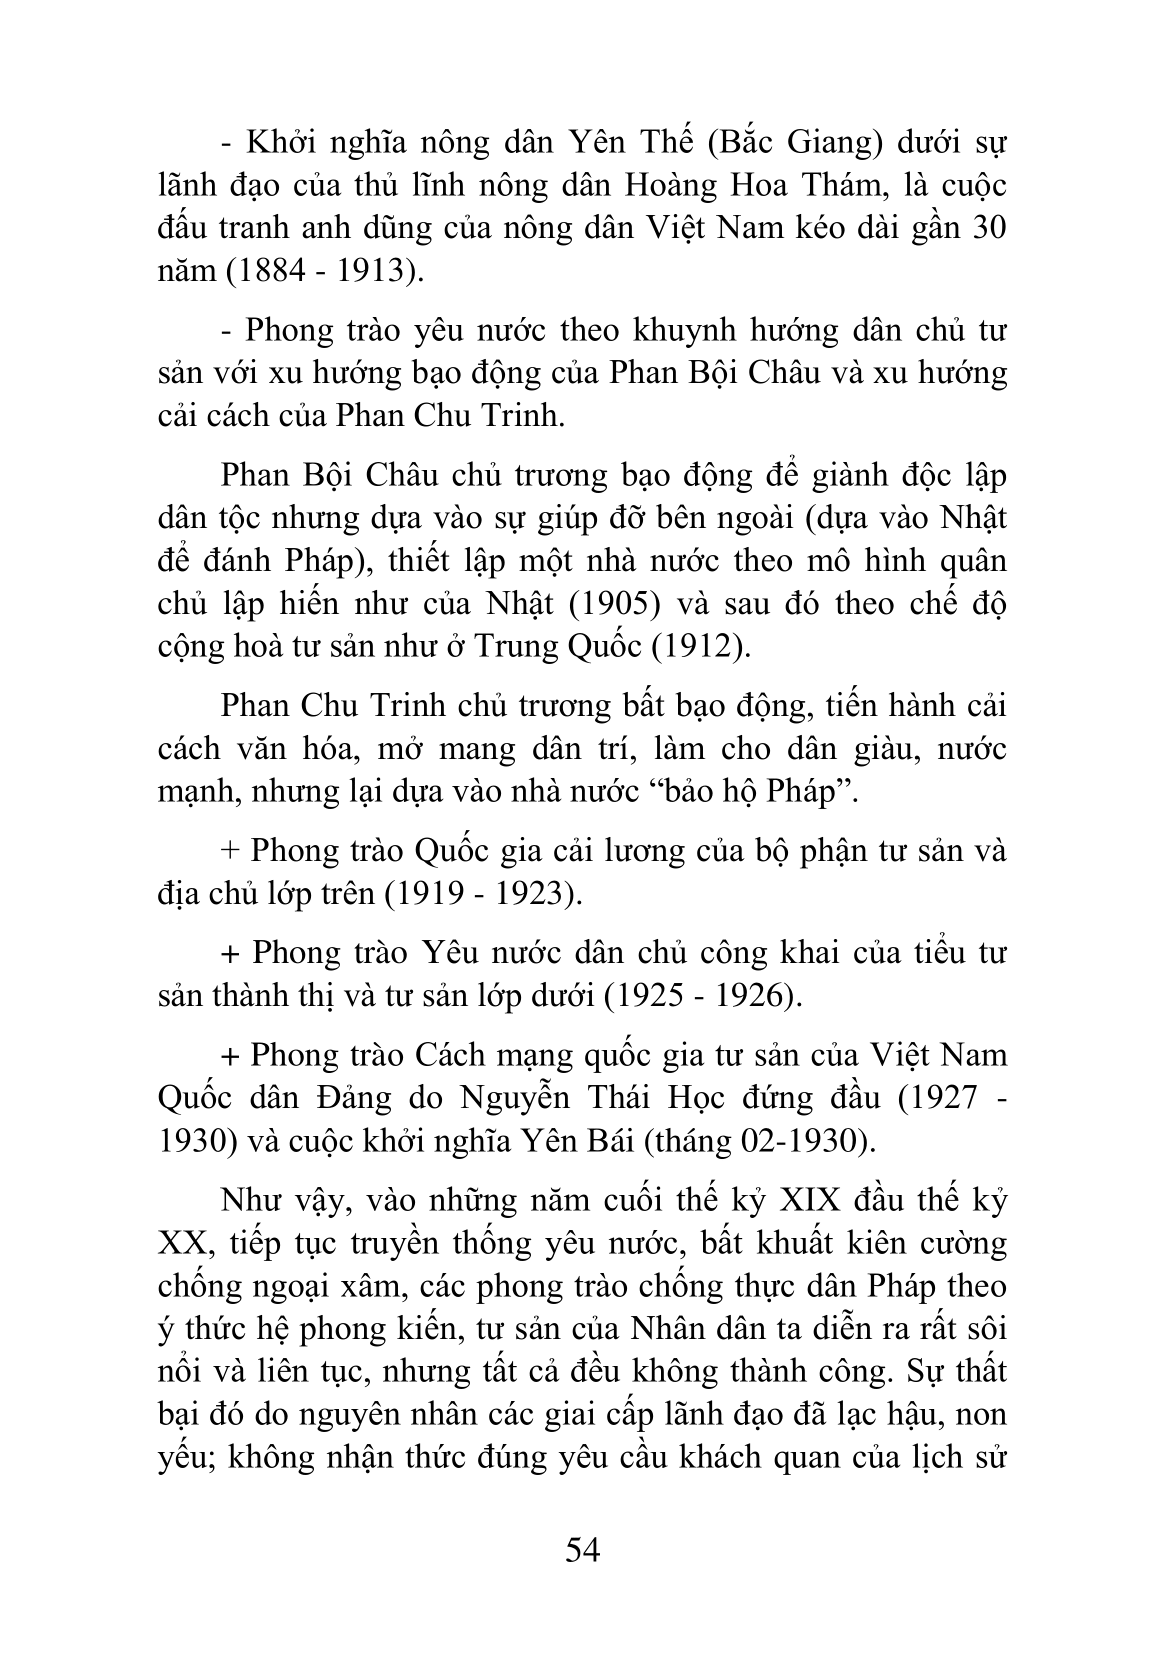 - Khởi nghĩa nông dân Yên Thế (Bắc Giang) dưới sự
lãnh đạo của thủ lĩnh nông dân Hoàng Hoa Thám, là cuộc
đấu tranh anh dũng của nông dân Việt Nam kéo dài gần 30
năm (1884 - 1913).
- Phong trào yêu nước theo khuynh hướng dân chủ tư
sản với xu hướng bạo động của Phan Bội Châu và xu hướng
cải cách của Phan Chu Trinh.
Phan Bội Châu chủ trương bạo động để giành độc lập
dân tộc nhưng dựa vào sự giúp đỡ bên ngoài (dựa vào Nhật
để đánh Pháp), thiết lập một nhà nước theo mô hình quân
chủ lập hiến như của Nhật (1905) và sau đó theo chế độ
cộng hoà tư sản như ở Trung Quốc (1912).
Phan Chu Trinh chủ trương bất bạo động, tiến hành cải
cách văn hóa, mở mang dân trí, làm cho dân giàu, nước
mạnh, nhưng lại dựa vào nhà nước “bảo hộ Pháp”.
+ Phong trào Quốc gia cải lương của bộ phận tư sản và
địa chủ lớp trên (1919 - 1923).
+ Phong trào Yêu nước dân chủ công khai của tiểu tư
sản thành thị và tư sản lớp dưới (1925 - 1926).
+ Phong trào Cách mạng quốc gia tư sản của Việt Nam
Quốc dân Đảng do Nguyễn Thái Học đứng đầu (1927 -
1930) và cuộc khởi nghĩa Yên Bái (tháng 02-1930).
Như vậy, vào những năm cuối thế kỷ XIX đầu thế kỷ
XX, tiếp tục truyền thống yêu nước, bất khuất kiên cường
chống ngoại xâm, các phong trào chống thực dân Pháp theo
ý thức hệ phong kiến, tư sản của Nhân dân ta diễn ra rất sôi
nổi và liên tục, nhưng tất cả đều không thành công. Sự thất
bại đó do nguyên nhân các giai cấp lãnh đạo đã lạc hậu, non
yếu; không nhận thức đúng yêu cầu khách quan của lịch sử
54